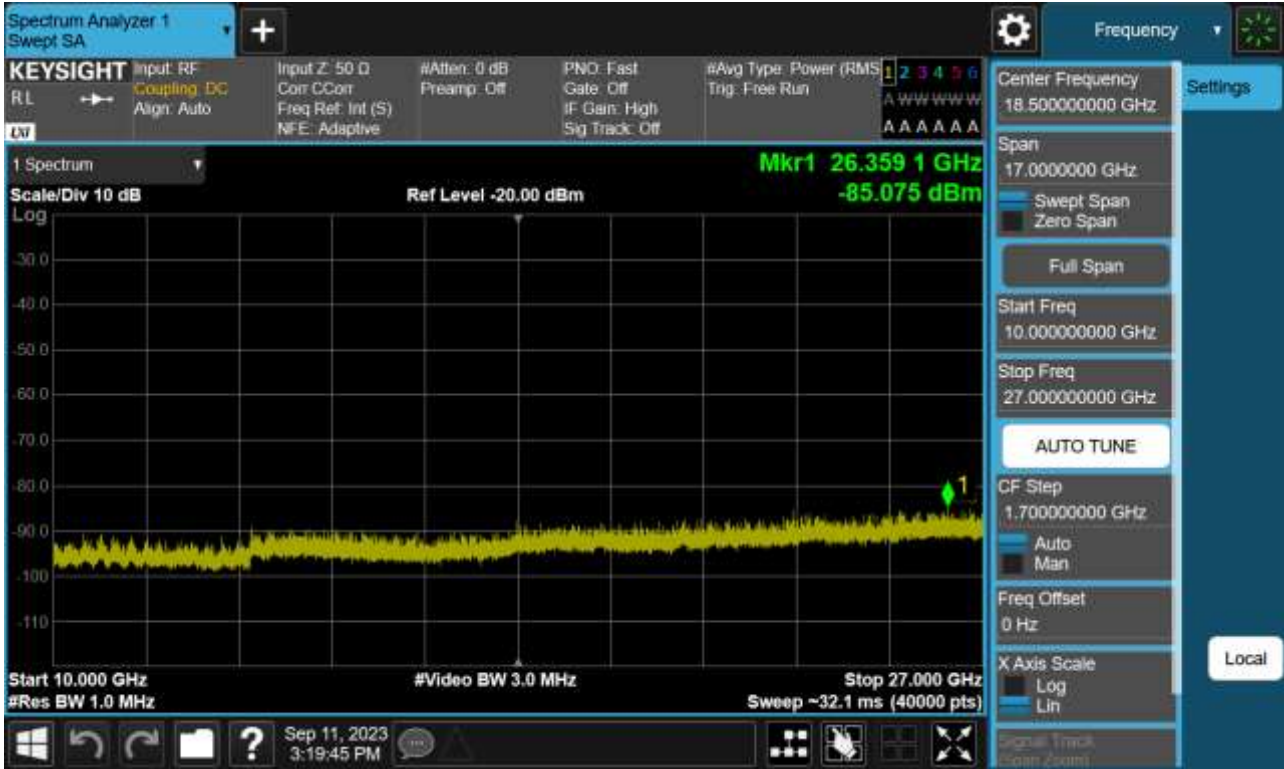 Spectrum Analyzer 1
Swept SA
Frequency
KEYSIGHT
RL
LXI
Input: RF
Coupling: DC
Align: Auto
Input Z: 50 Ω
Corr CCorr
Freq Ref: Int (S)
NFE: Adaptive
#Atten: 0 dB
Preamp: Off
PNO: Fast
Gate: Off
IF Gain: High
Sig Track: Off
#Avg Type: Power (RMS
Trig: Free Run
1 2 3 4 5 6
A W W W W W
A A A A A A
1 Spectrum
Scale/Div 10 dB
Log
Ref Level -20.00 dBm
Mkr1 26.359 1 GHz
-85.075 dBm
-30.0
-40.0
-50.0
-60.0
-70.0
-80.0
-90.0
-100
-110
1
Start 10.000 GHz
#Res BW 1.0 MHz
#Video BW 3.0 MHz
Stop 27.000 GHz
Sweep ~32.1 ms (40000 pts)
Center Frequency
18.500000000 GHz
Span
17.0000000 GHz
Swept Span
Zero Span
Full Span
Start Freq
10.000000000 GHz
Stop Freq
27.000000000 GHz
AUTO TUNE
CF Step
1.700000000 GHz
Auto
Man
Freq Offset
0 Hz
X Axis Scale
Log
Lin
Signal Track
(Span Zoom)
Settings
Local
?
Sep 11, 2023
3:19:45 PM